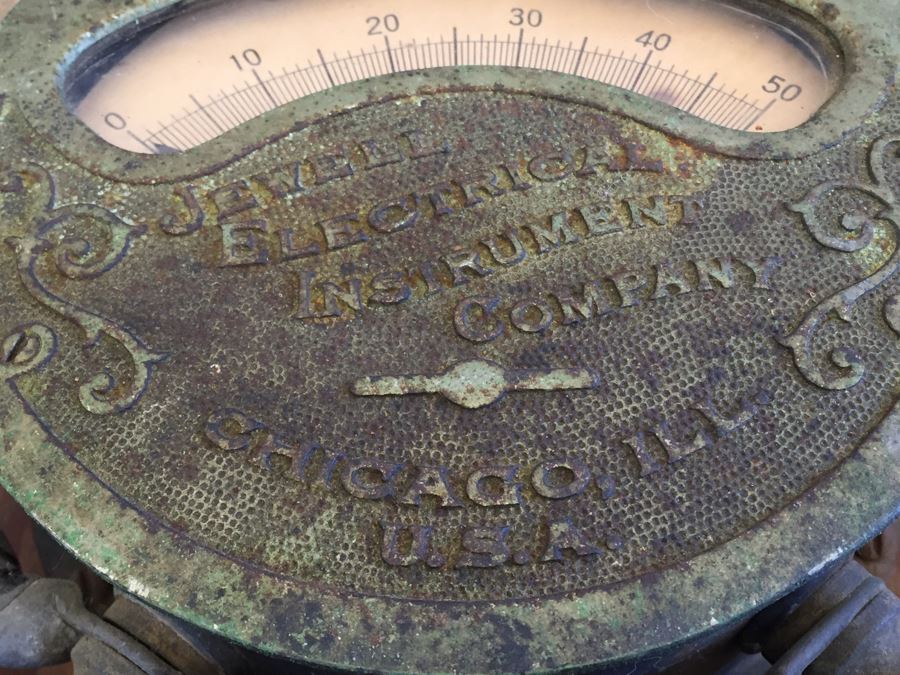 0 10 20 30 40 50
JEWELL
ELECTRICAL
INSTRUMENT
COMPANY
CHICAGO, ILL.
U.S.A.